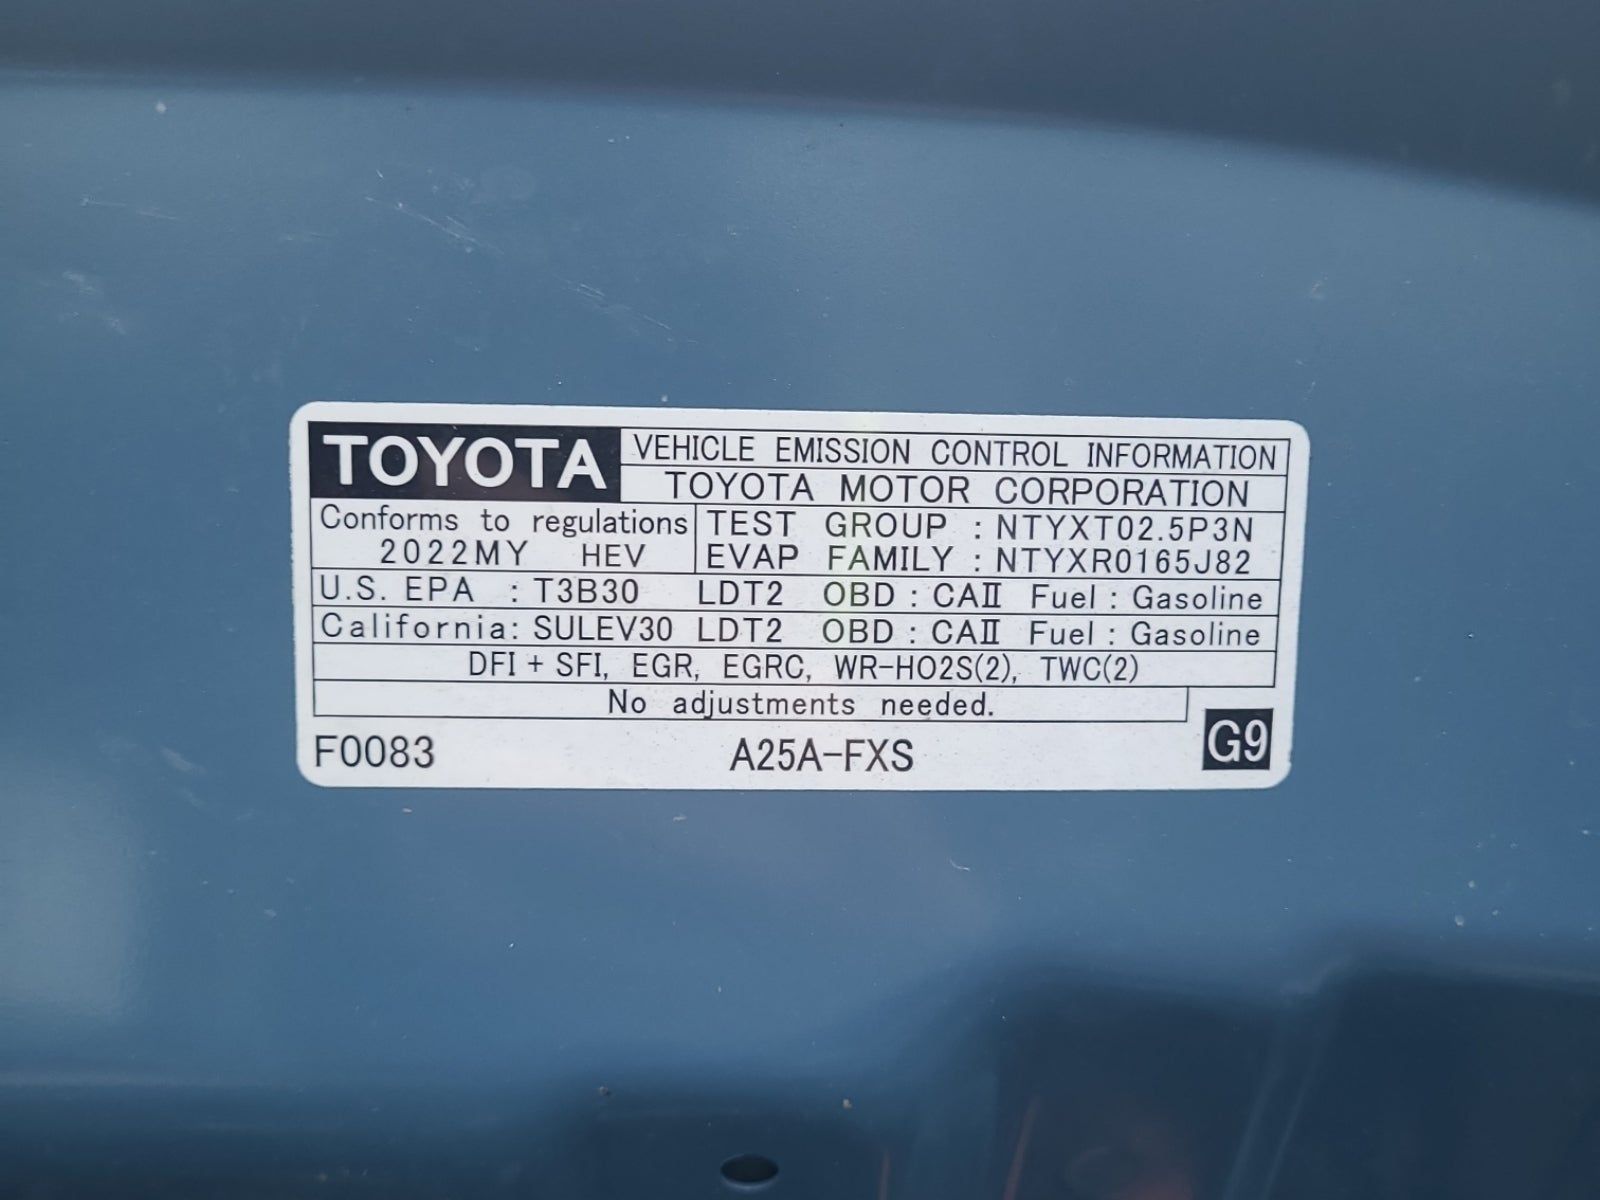 TOYOTA VEHICLE EMISSION CONTROL INFORMATION
TOYOTA MOTOR CORPORATION
Conforms to regulations TEST GROUP : NTYXT02.5P3N
2022MY HEV EVAP FAMILY : NTYXR0165J82
U.S. EPA : T3B30 LDT2 OBD : CAⅡ Fuel : Gasoline
California: SULEV30 LDT2 OBD : CAⅡ Fuel : Gasoline
DFI + SFI, EGR, EGRC, WR-HO2S(2), TWC(2)
No adjustments needed.
F0083 A25A-FXS G9